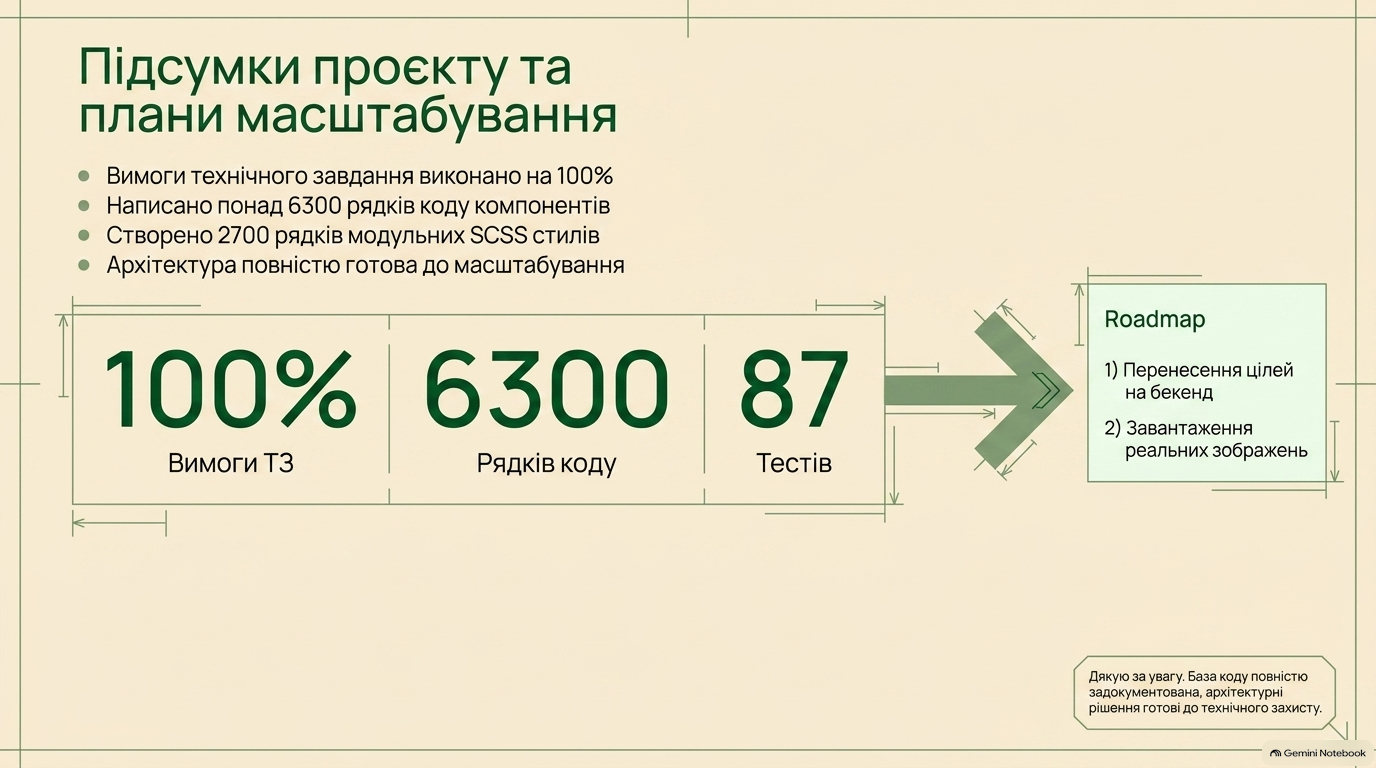 Підсумки проєкту та
плани масштабування
Вимоги технічного завдання виконано на 100%
Написано понад 6300 рядків коду компонентів
Створено 2700 рядків модульних SCSS стилів
Архітектура повністю готова до масштабування
100%
Вимоги ТЗ
6300
Рядків коду
87
Тестів
Roadmap
1) Перенесення цілей
на бекенд
2) Завантаження
реальних зображень
Дякую за увагу. База коду повністю
задокументована, архітектурні
рішення готові до технічного захисту.
Gemini Notebook